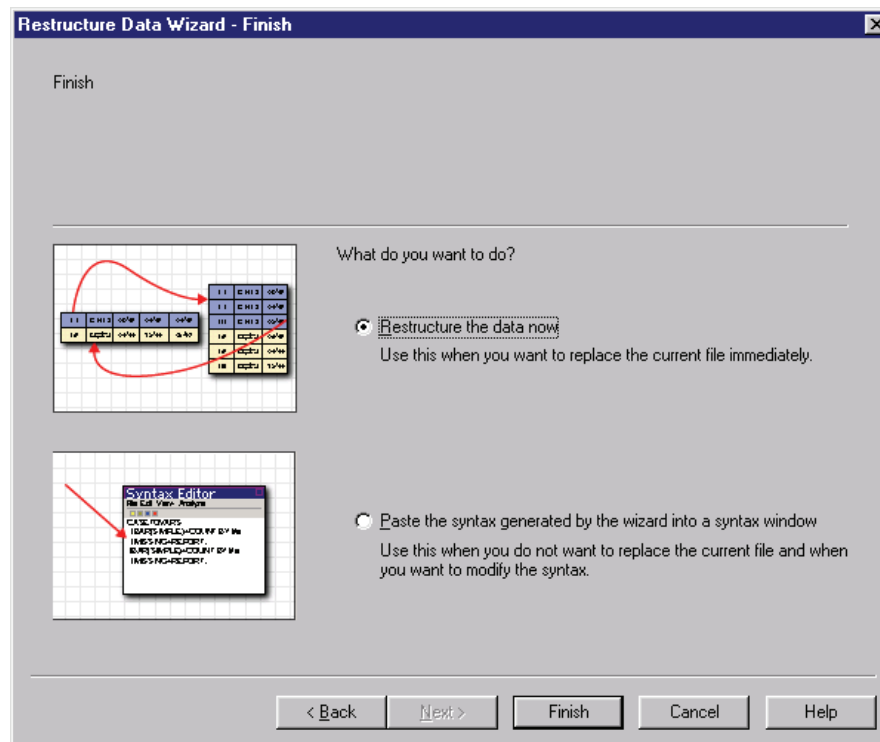 Restructure Data Wizard - Finish
Finish
What do you want to do?
Restructure the data now
Use this when you want to replace the current file immediately.
Syntax Editor
Paste the syntax generated by the wizard into a syntax window
Use this when you do not want to replace the current file and when
you want to modify the syntax.
< Back
Next >
Finish
Cancel
Help